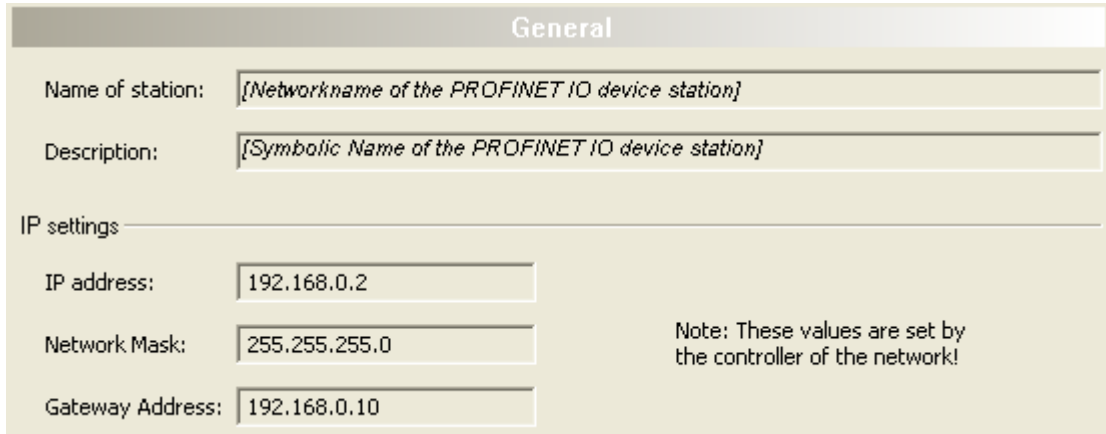 General
Name of station: [Networkname of the PROFINET IO device station]
Description: [Symbolic Name of the PROFINET IO device station]
IP settings
IP address: 192.168.0.2
Network Mask: 255.255.255.0
Note: These values are set by
the controller of the network!
Gateway Address: 192.168.0.10